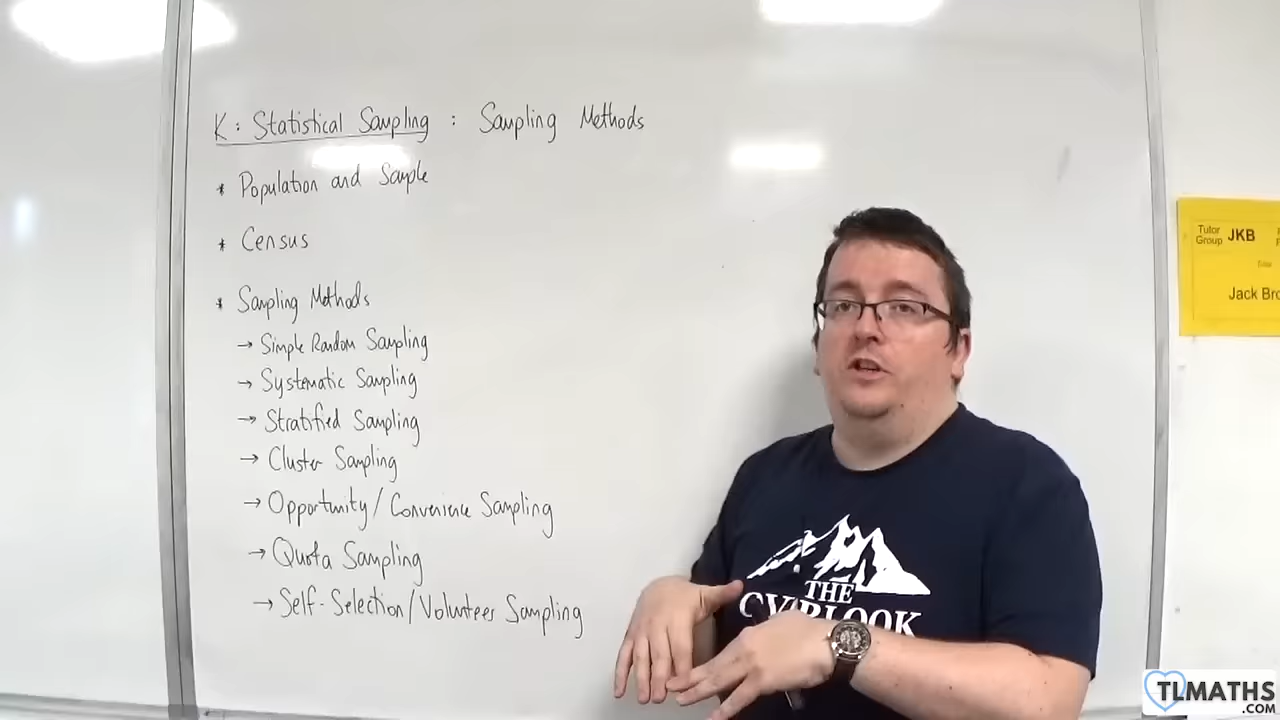 K: Statistical Sampling : Sampling Methods
* Population and Sample
* Census
* Sampling Methods
→ Simple Random Sampling
→ Systematic Sampling
→ Stratified Sampling
→ Cluster Sampling
→ Opportunity/Convenience Sampling
→ Quota Sampling
→ Self-Selection/Volunteer Sampling
THE
OVERLOOK
Tutor
Group JKB
Jack Bro
TLMATHS
.COM